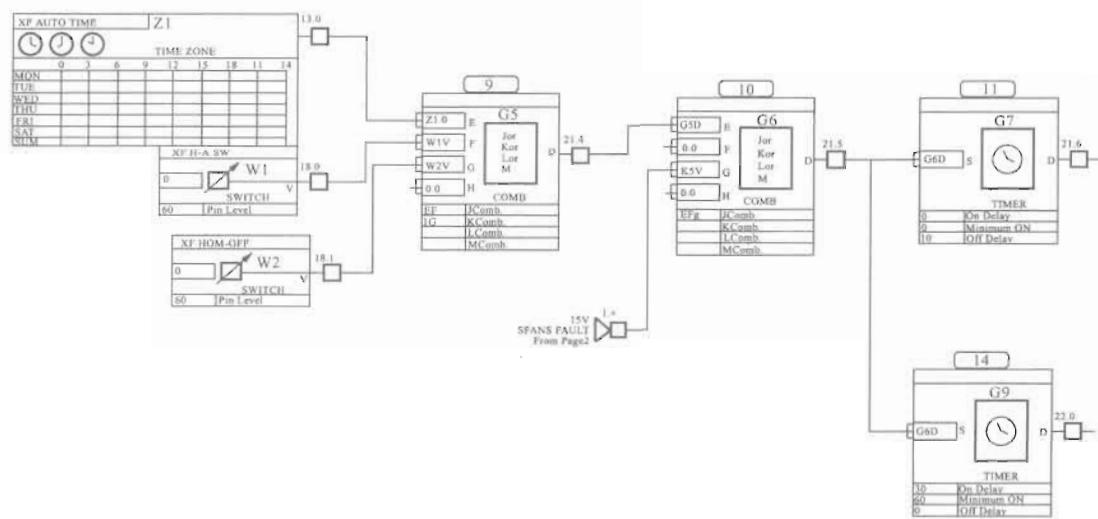 XF AUTO TIME Z1
TIME ZONE
0 3 6 9 12 15 18 11 14
MON
TUE
WED
THU
FRI
SAT
SUM
13.0
XF H-A SW
0 W1 V
SWITCH
60 Pin Level
18.0
XF HOM-OFF
0 W2 V
SWITCH
60 Pin Level
18.1
9
G5
Z1.0 E
W1V F
W2V G
0.0 H
Jor
Kor
Lor
M
D
COMB
EF JComb.
1G KComb.
LComb.
MComb.
21.4
15V
SFANS FAULT
From Page2
10
G6
G5D E
0.0 F
K5V G
0.0 H
Jor
Kor
Lor
M
D
COMB
EFg JComb.
KComb.
LComb.
MComb.
21.5
11
G7
G6D S
D
TIMER
0 On Delay
0 Minimum ON
10 Off Delay
21.6
14
G9
G6D S
D
TIMER
30 On Delay
60 Minimum ON
0 Off Delay
22.0